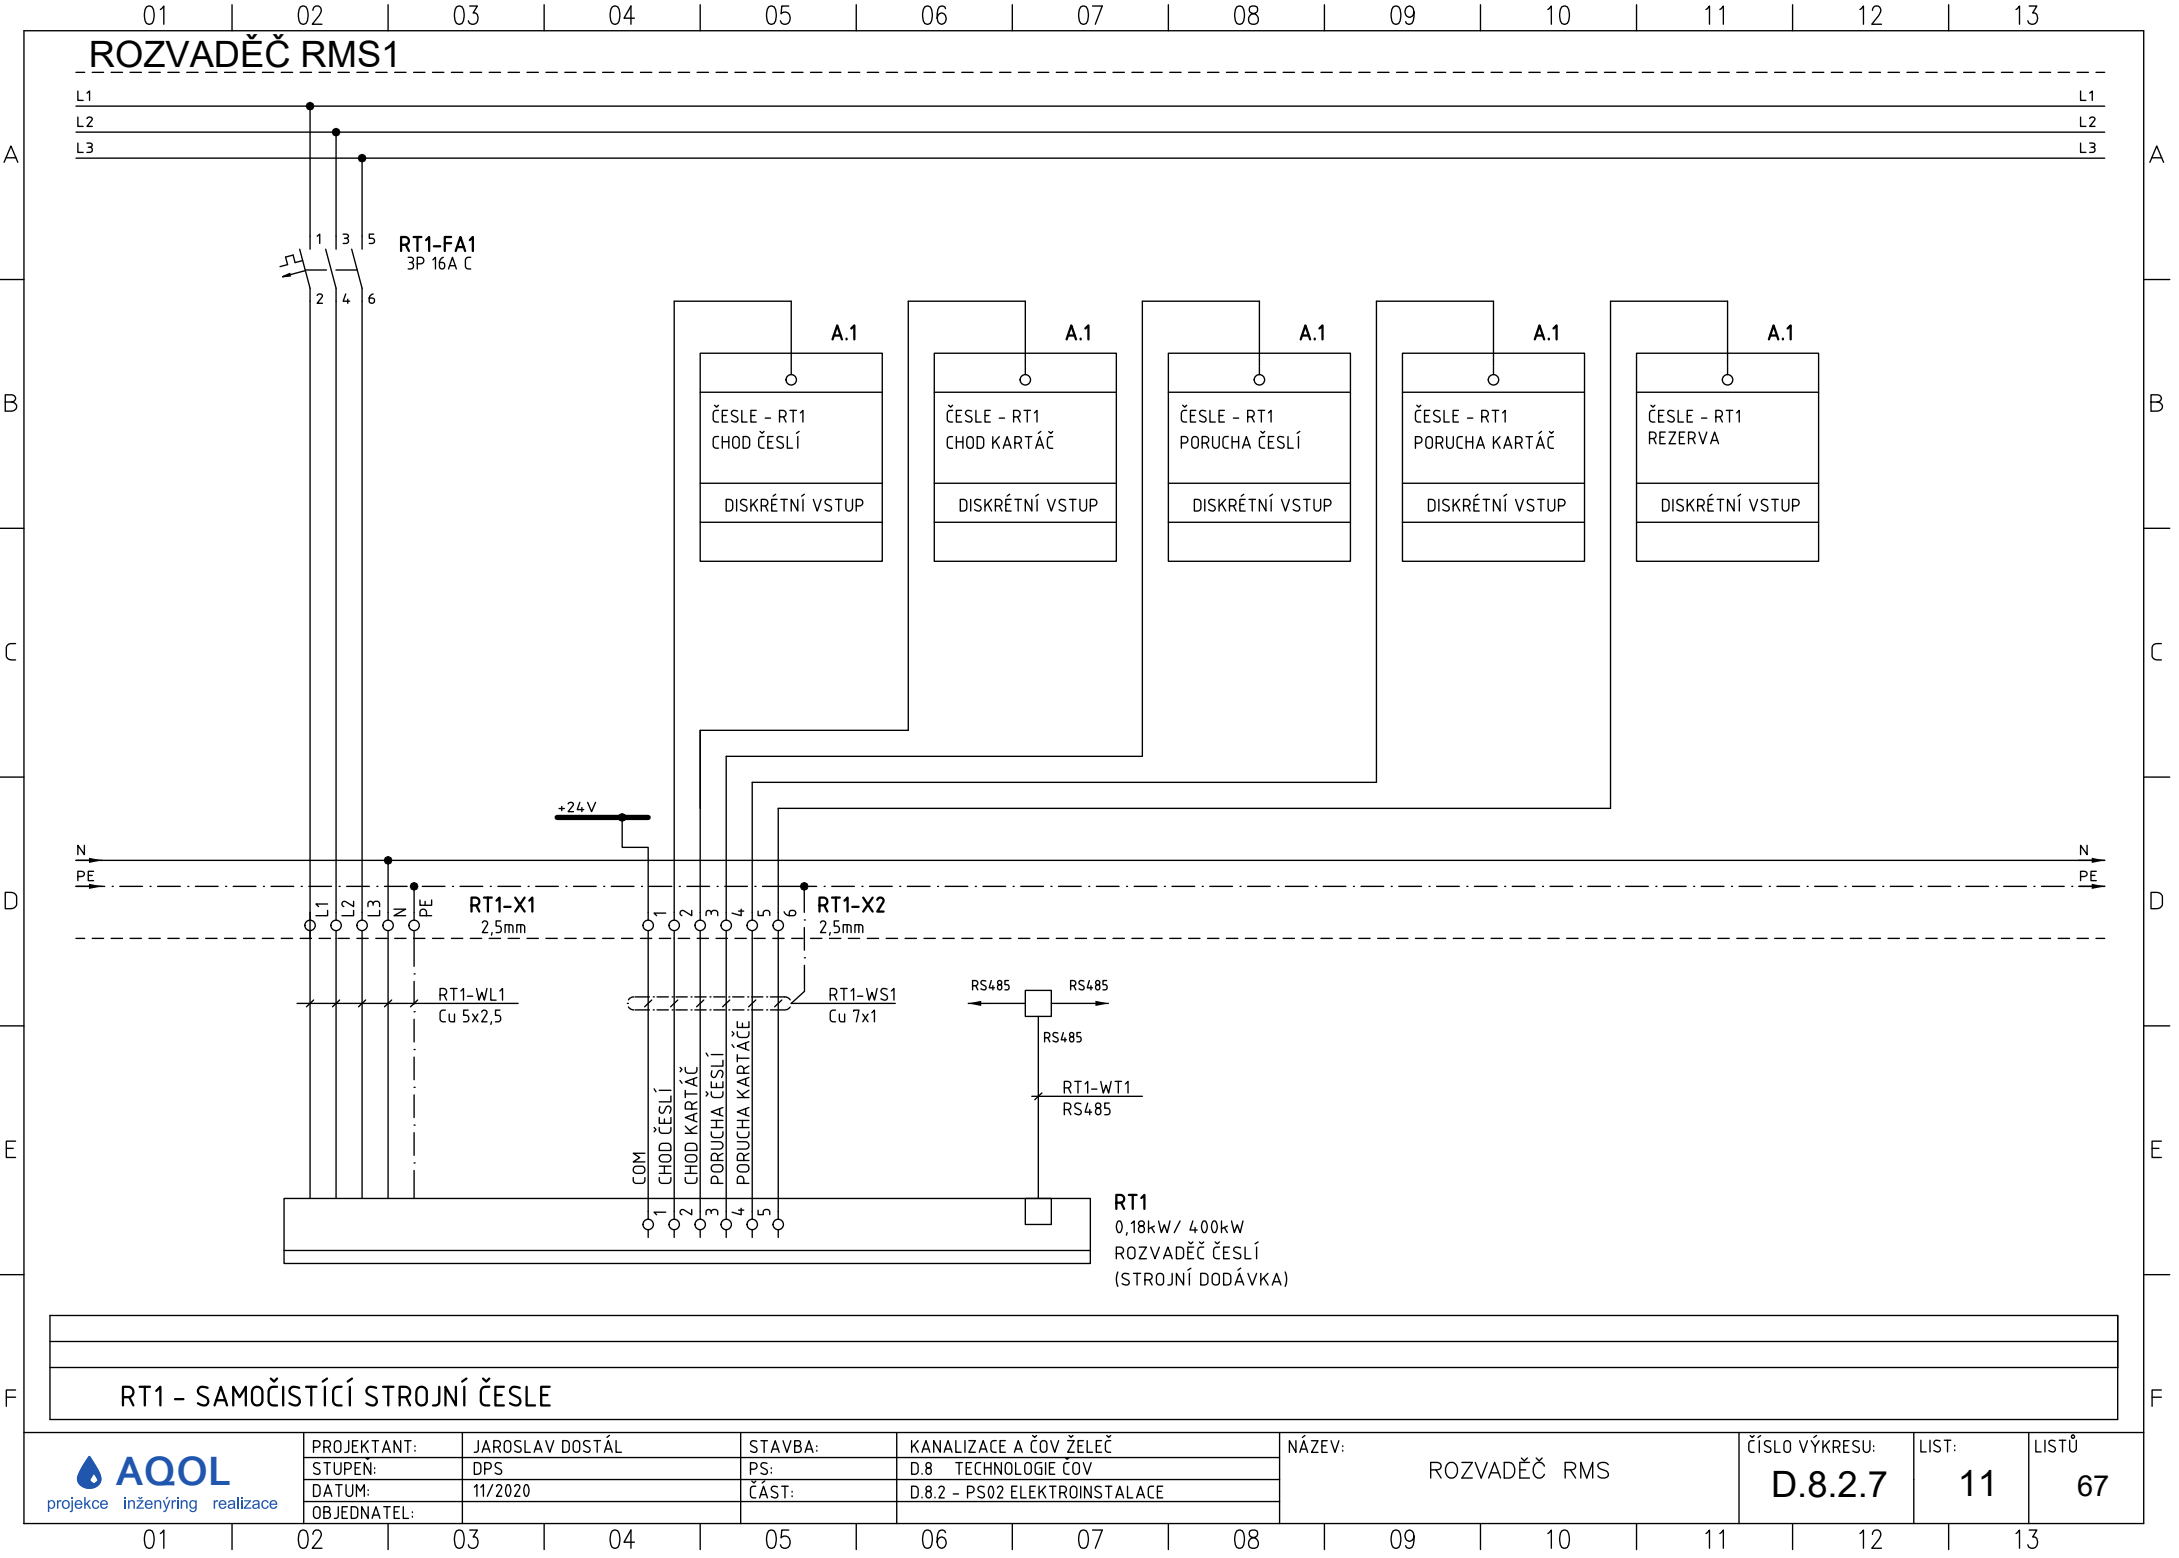 01 02 03 04 05 06 07 08 09 10 11 12 13
ROZVADĚČ RMS1
L1 L1
L2 L2
L3 L3
A A
1 3 5
RT1-FA1
3P 16A C
2 4 6
A.1 A.1 A.1 A.1 A.1
B B
ČESLE - RT1
CHOD ČESLÍ
DISKRÉTNÍ VSTUP
ČESLE - RT1
CHOD KARTÁČ
DISKRÉTNÍ VSTUP
ČESLE - RT1
PORUCHA ČESLÍ
DISKRÉTNÍ VSTUP
ČESLE - RT1
PORUCHA KARTÁČ
DISKRÉTNÍ VSTUP
ČESLE - RT1
REZERVA
DISKRÉTNÍ VSTUP
C C
+24V
N N
PE PE
D D
L1 L2 L3 N PE
RT1-X1
2,5mm
1 2 3 4 5 6
RT1-X2
2,5mm
RT1-WL1
Cu 5x2,5
RT1-WS1
Cu 7x1
RS485 RS485
RS485
RT1-WT1
RS485
COM
CHOD ČESLÍ
CHOD KARTÁČ
PORUCHA ČESLÍ
PORUCHA KARTÁČE
E E
1 2 3 4 5
RT1
0,18kW/ 400kW
ROZVADĚČ ČESLÍ
(STROJNÍ DODÁVKA)
F F
RT1 - SAMOČISTÍCÍ STROJNÍ ČESLE
AQOL
projekce inženýring realizace
PROJEKTANT: JAROSLAV DOSTÁL
STUPEŇ: DPS
DATUM: 11/2020
OBJEDNATEL:
STAVBA: KANALIZACE A ČOV ŽELEČ
PS: D.8 TECHNOLOGIE ČOV
ČÁST: D.8.2 - PS02 ELEKTROINSTALACE
NÁZEV:
ROZVADĚČ RMS
ČÍSLO VÝKRESU:
D.8.2.7
LIST:
11
LISTŮ
67
01 02 03 04 05 06 07 08 09 10 11 12 13